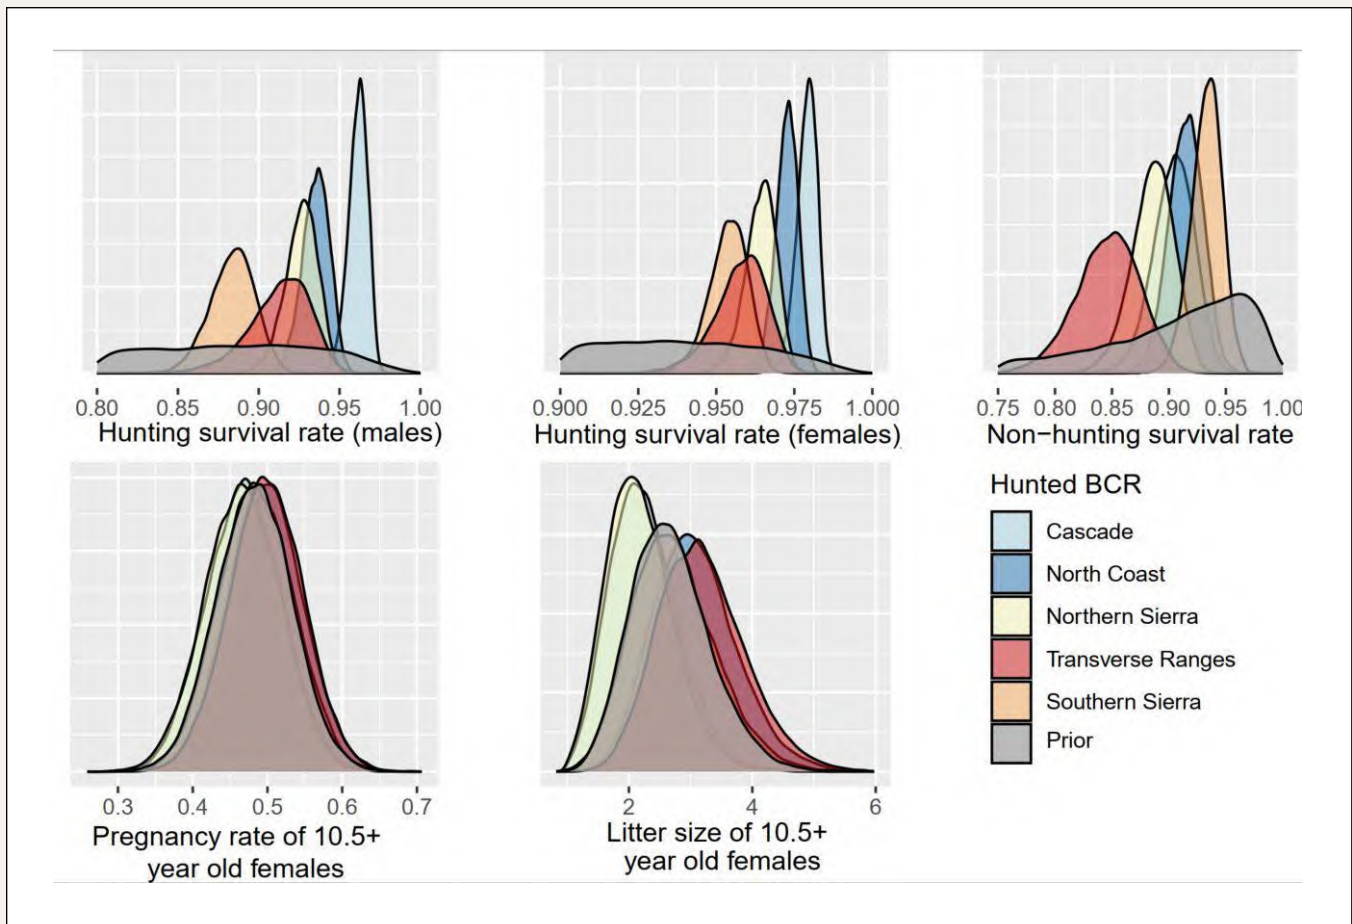 0.80 0.85 0.90 0.95 1.00
Hunting survival rate (males)
0.900 0.925 0.950 0.975 1.000
Hunting survival rate (females)
0.75 0.80 0.85 0.90 0.95 1.00
Non−hunting survival rate
0.3 0.4 0.5 0.6 0.7
Pregnancy rate of 10.5+
year old females
2 4 6
Litter size of 10.5+
year old females
Hunted BCR
Cascade
North Coast
Northern Sierra
Transverse Ranges
Southern Sierra
Prior